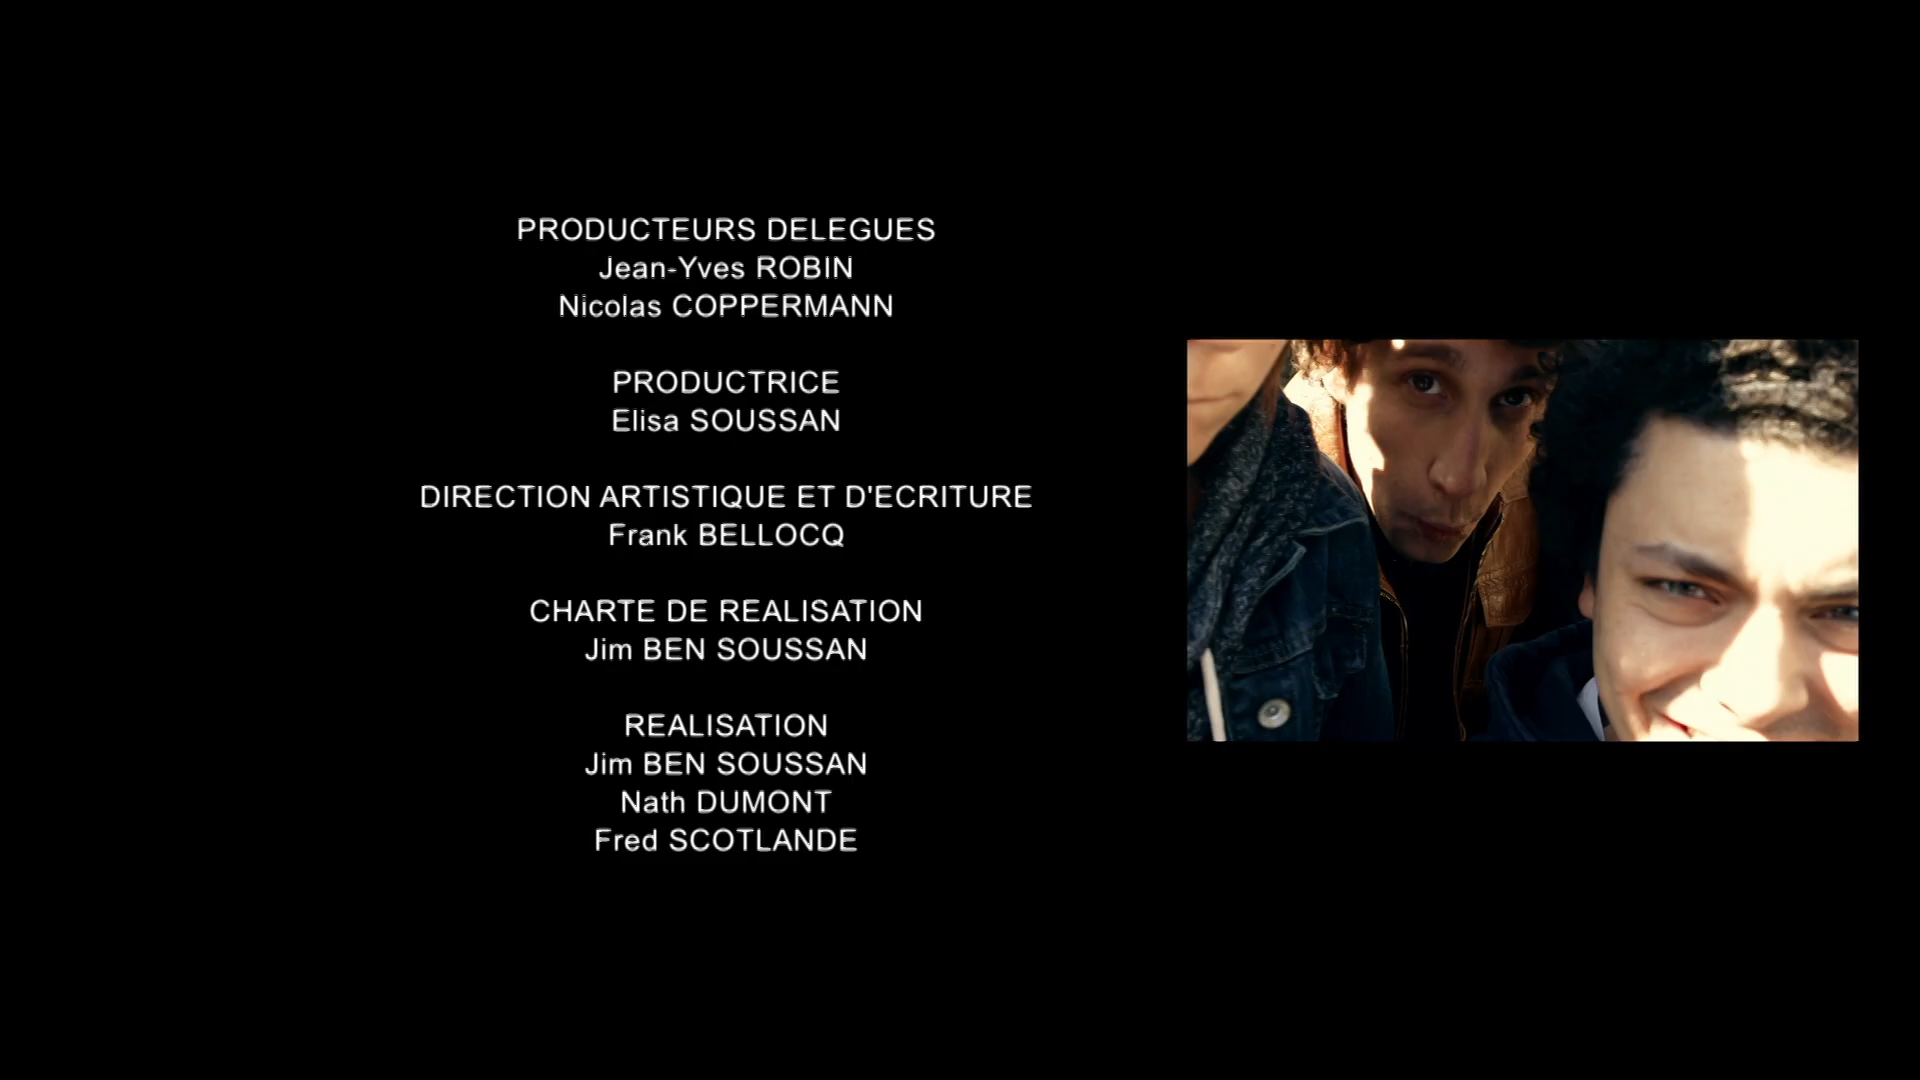 PRODUCTEURS DELEGUES
Jean-Yves ROBIN
Nicolas COPPERMANN
PRODUCTRICE
Elisa SOUSSAN
DIRECTION ARTISTIQUE ET D'ECRITURE
Frank BELLOCQ
CHARTE DE REALISATION
Jim BEN SOUSSAN
REALISATION
Jim BEN SOUSSAN
Nath DUMONT
Fred SCOTLANDE